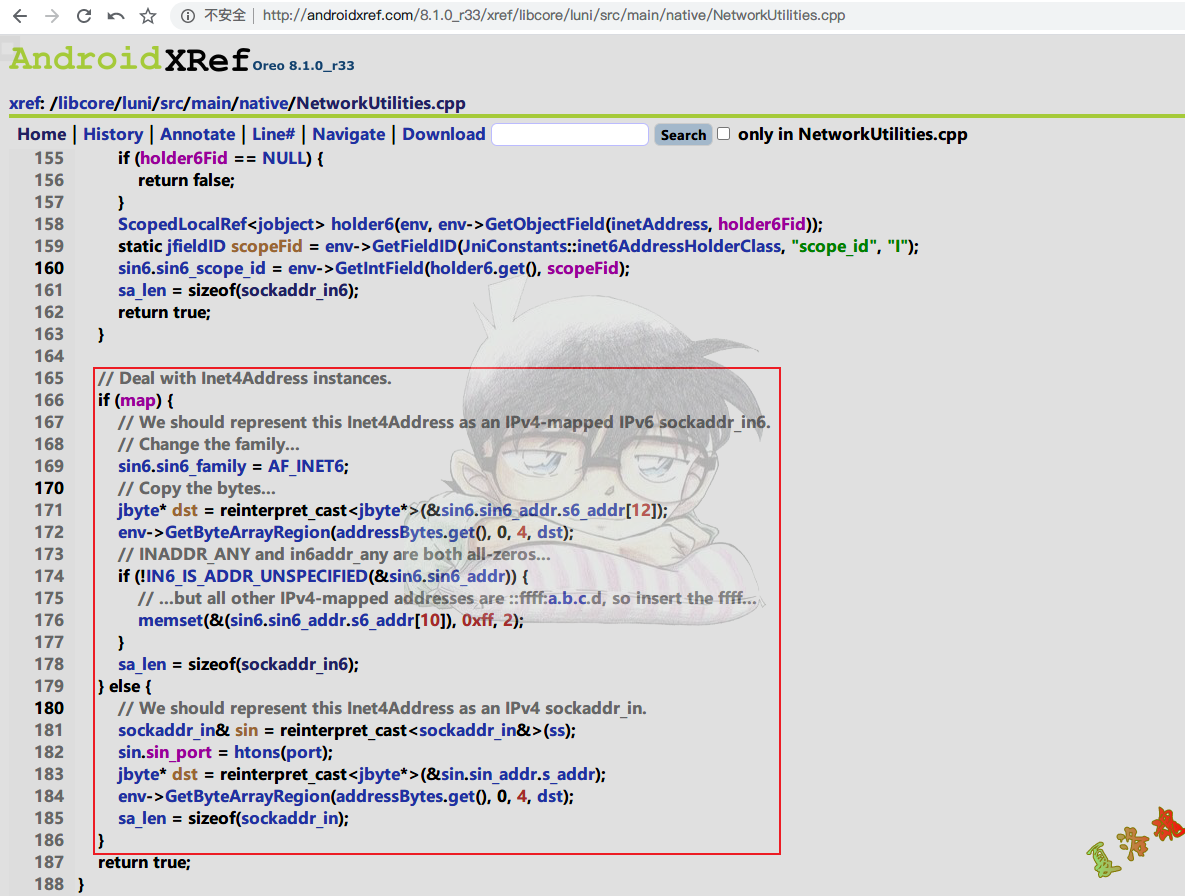 不安全 | http://androidxref.com/8.1.0_r33/xref/libcore/luni/src/main/native/NetworkUtilities.cpp
AndroidXRef Oreo 8.1.0_r33
xref: /libcore/luni/src/main/native/NetworkUtilities.cpp
Home | History | Annotate | Line# | Navigate | Download Search only in NetworkUtilities.cpp
155 if (holder6Fid == NULL) {
156 return false;
157 }
158 ScopedLocalRef<jobject> holder6(env, env->GetObjectField(inetAddress, holder6Fid));
159 static jfieldID scopeFid = env->GetFieldID(JniConstants::inet6AddressHolderClass, "scope_id", "I");
160 sin6.sin6_scope_id = env->GetIntField(holder6.get(), scopeFid);
161 sa_len = sizeof(sockaddr_in6);
162 return true;
163 }
164
165 // Deal with Inet4Address instances.
166 if (map) {
167 // We should represent this Inet4Address as an IPv4-mapped IPv6 sockaddr_in6.
168 // Change the family...
169 sin6.sin6_family = AF_INET6;
170 // Copy the bytes...
171 jbyte* dst = reinterpret_cast<jbyte*>(&sin6.sin6_addr.s6_addr[12]);
172 env->GetByteArrayRegion(addressBytes.get(), 0, 4, dst);
173 // INADDR_ANY and in6addr_any are both all-zeros...
174 if (!IN6_IS_ADDR_UNSPECIFIED(&sin6.sin6_addr)) {
175 // ...but all other IPv4-mapped addresses are ::ffff:a.b.c.d, so insert the ffff...
176 memset(&(sin6.sin6_addr.s6_addr[10]), 0xff, 2);
177 }
178 sa_len = sizeof(sockaddr_in6);
179 } else {
180 // We should represent this Inet4Address as an IPv4 sockaddr_in.
181 sockaddr_in& sin = reinterpret_cast<sockaddr_in&>(ss);
182 sin.sin_port = htons(port);
183 jbyte* dst = reinterpret_cast<jbyte*>(&sin.sin_addr.s_addr);
184 env->GetByteArrayRegion(addressBytes.get(), 0, 4, dst);
185 sa_len = sizeof(sockaddr_in);
186 }
187 return true;
188 }